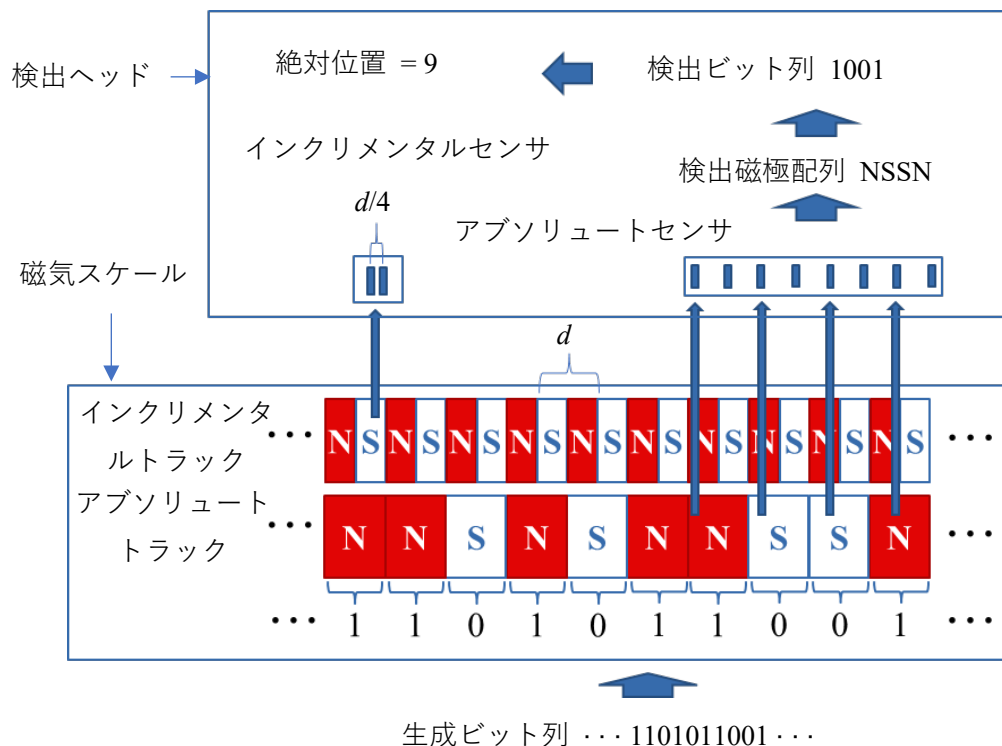 絶対位置 = 9
検出ビット列 1001
検出ヘッド
インクリメンタルセンサ
検出磁極配列 NSSN
d/4
アブソリュートセンサ
磁気スケール
d
インクリメンタルトラック
··· N S N S N S N S N S N S N S N S N S N S ···
アブソリュートトラック
··· N N S N S N N S S N ···
··· 1 1 0 1 0 1 1 0 0 1 ···
生成ビット列 ··· 1101011001 ···